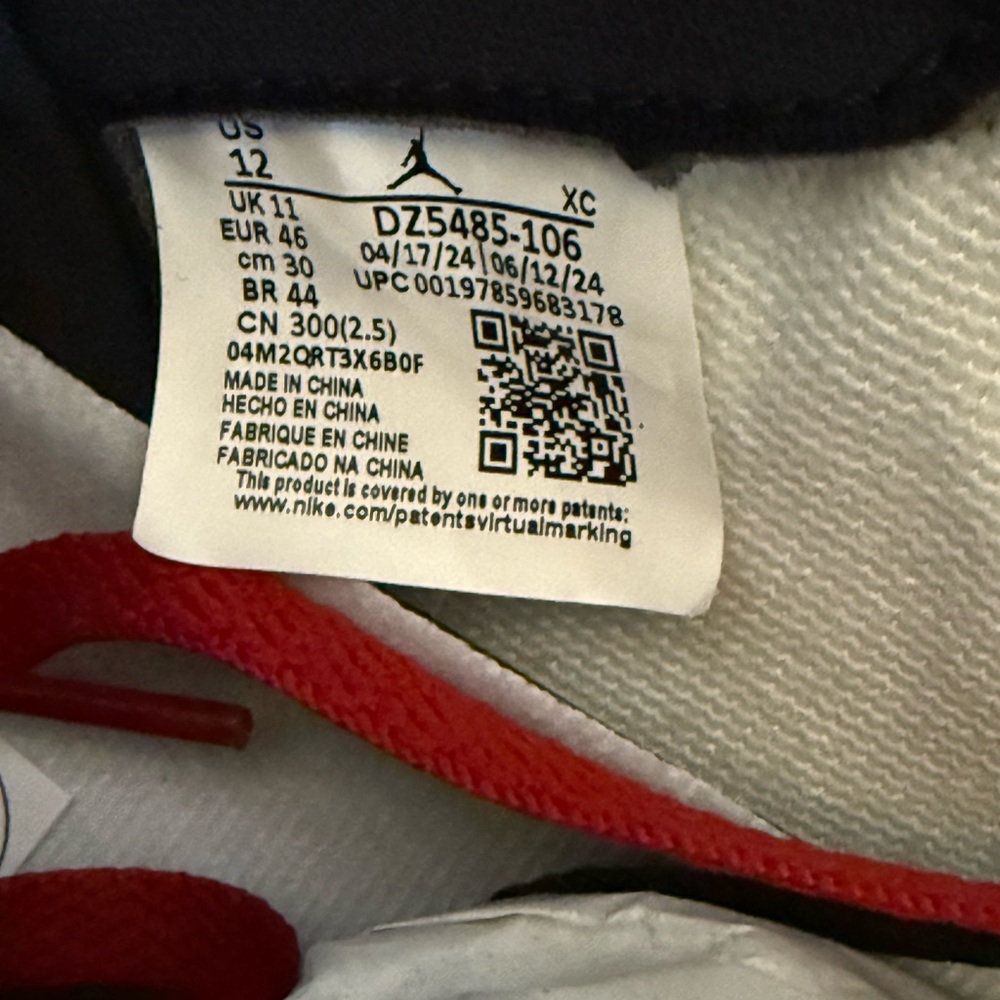 US
12
XC
UK 11
DZ5485-106
EUR 46
04/17/24 06/12/24
cm 30
UPC 00197859683178
BR 44
CN 300(2.5)
04M2QRT3X6B0F
MADE IN CHINA
HECHO EN CHINA
FABRIQUE EN CHINE
FABRICADO NA CHINA
This product is covered by one or more patents:
www.nike.com/patentsvirtualmarking